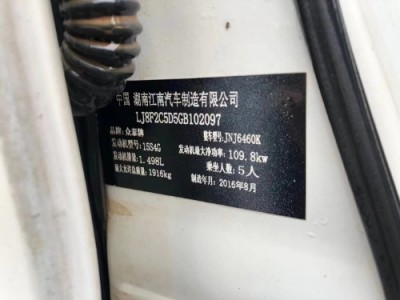 中国 湖南江南汽车制造有限公司
LJ8F2C5D5GB102097
品牌：众泰牌 整车型号：JNJ6460K
发动机型号：15S4G 发动机最大净功率：109.8kw
发动机排量：1.498L 乘坐人数：5人
最大允许总质量：1916kg 制造年月：2016年8月